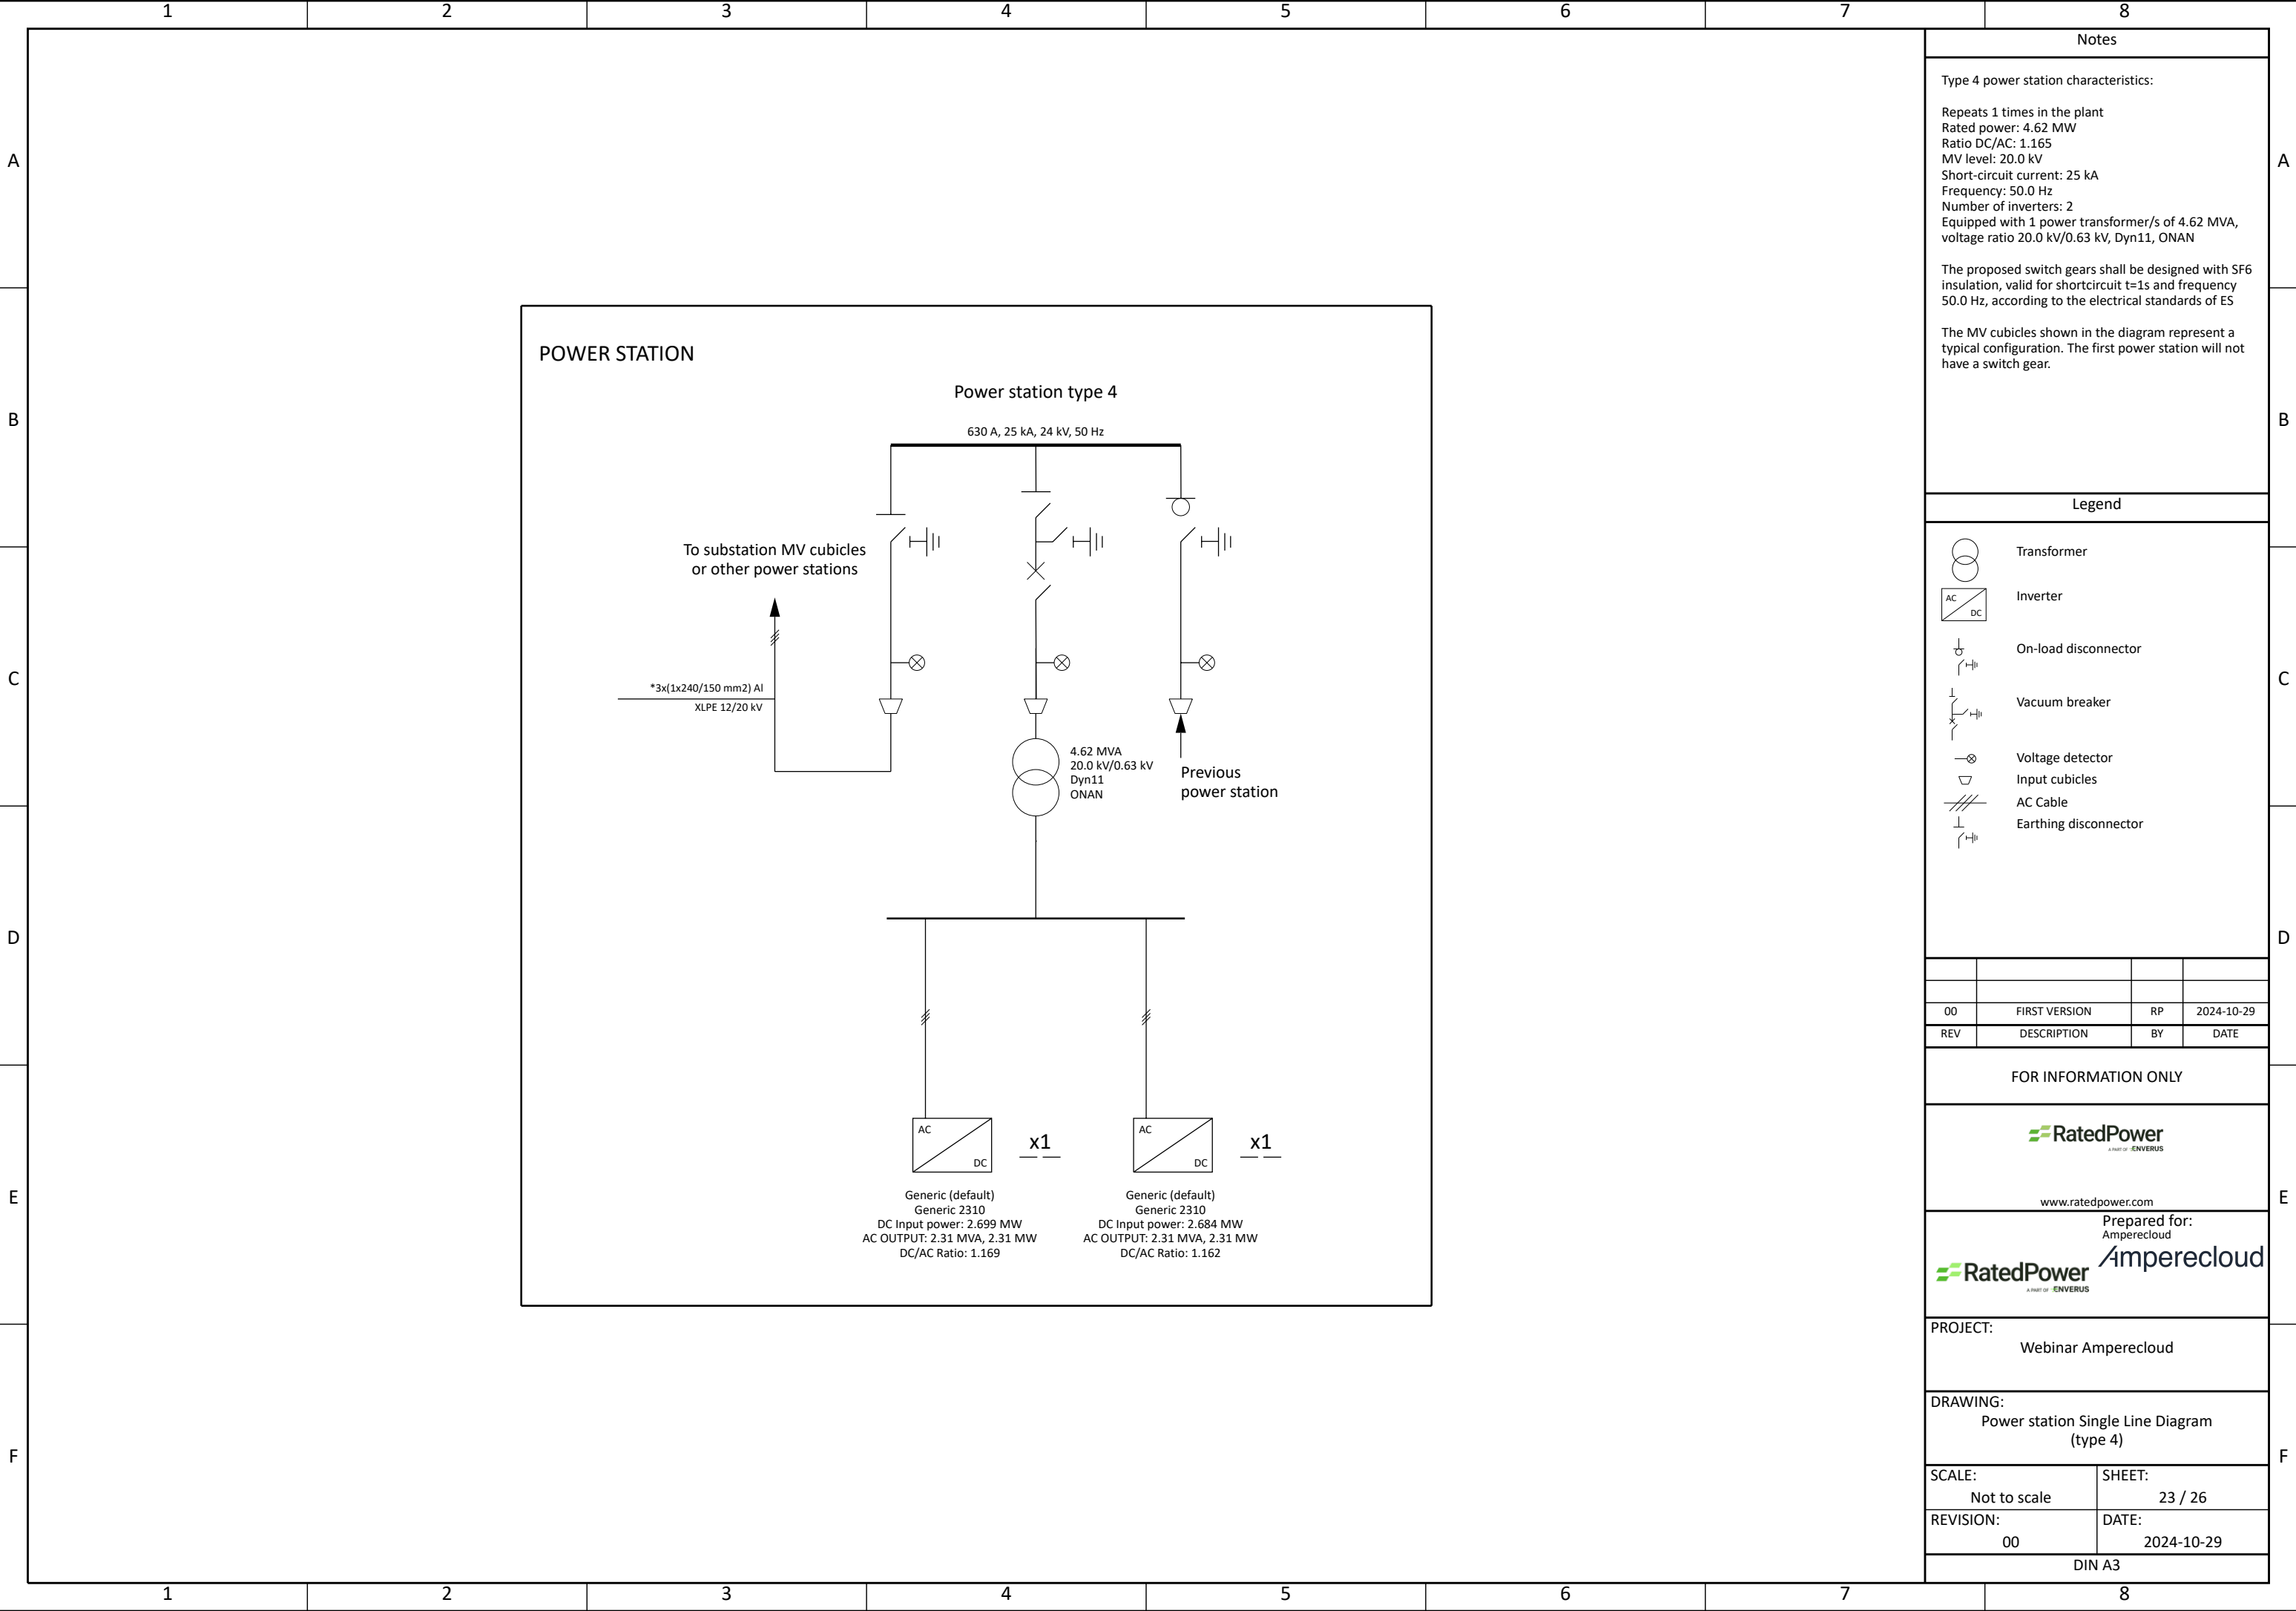 1 2 3 4 5 6 7 8
A
B
C
D
E
F
POWER STATION
Power station type 4
630 A, 25 kA, 24 kV, 50 Hz
To substation MV cubicles
or other power stations
*3x(1x240/150 mm2) Al
XLPE 12/20 kV
4.62 MVA
20.0 kV/0.63 kV
Dyn11
ONAN
Previous
power station
AC
DC
x1
AC
DC
x1
Generic (default)
Generic 2310
DC Input power: 2.699 MW
AC OUTPUT: 2.31 MVA, 2.31 MW
DC/AC Ratio: 1.169
Generic (default)
Generic 2310
DC Input power: 2.684 MW
AC OUTPUT: 2.31 MVA, 2.31 MW
DC/AC Ratio: 1.162
Notes
Type 4 power station characteristics:
Repeats 1 times in the plant
Rated power: 4.62 MW
Ratio DC/AC: 1.165
MV level: 20.0 kV
Short-circuit current: 25 kA
Frequency: 50.0 Hz
Number of inverters: 2
Equipped with 1 power transformer/s of 4.62 MVA,
voltage ratio 20.0 kV/0.63 kV, Dyn11, ONAN
The proposed switch gears shall be designed with SF6
insulation, valid for shortcircuit t=1s and frequency
50.0 Hz, according to the electrical standards of ES
The MV cubicles shown in the diagram represent a
typical configuration. The first power station will not
have a switch gear.
Legend
Transformer
AC
DC
Inverter
On-load disconnector
Vacuum breaker
Voltage detector
Input cubicles
AC Cable
Earthing disconnector
00 FIRST VERSION RP 2024-10-29
REV DESCRIPTION BY DATE
FOR INFORMATION ONLY
RatedPower
A PART OF ENVERUS
www.ratedpower.com
Prepared for:
Amperecloud
Amperecloud
RatedPower
A PART OF ENVERUS
PROJECT:
Webinar Amperecloud
DRAWING:
Power station Single Line Diagram
(type 4)
SCALE:
Not to scale
SHEET:
23 / 26
REVISION:
00
DATE:
2024-10-29
DIN A3
A
B
C
D
E
F
1 2 3 4 5 6 7 8